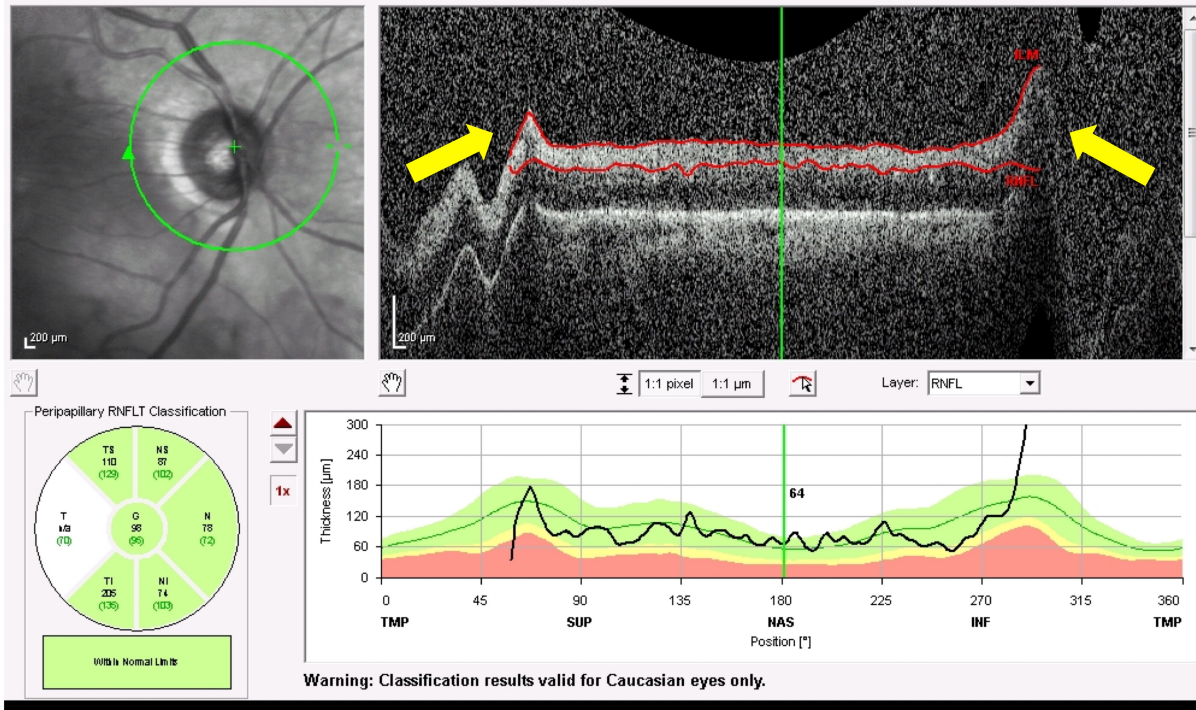 200 µm
ILM
RNFL
200 µm
1:1 pixel
1:1 µm
Layer:
RNFL
Peripapillary RNFLT Classification
TS
110
(129)
NS
87
(102)
T
n/a
(70)
G
98
(96)
N
78
(72)
TI
205
(136)
NI
74
(103)
Within Normal Limits
1x
Thickness [µm]
300
240
180
120
60
0
64
0 45 90 135 180 225 270 315 360
TMP SUP NAS INF TMP
Position [°]
Warning: Classification results valid for Caucasian eyes only.